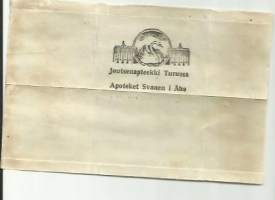 Joutsenapteekki Turussa
Apoteket Svanen i Åbo